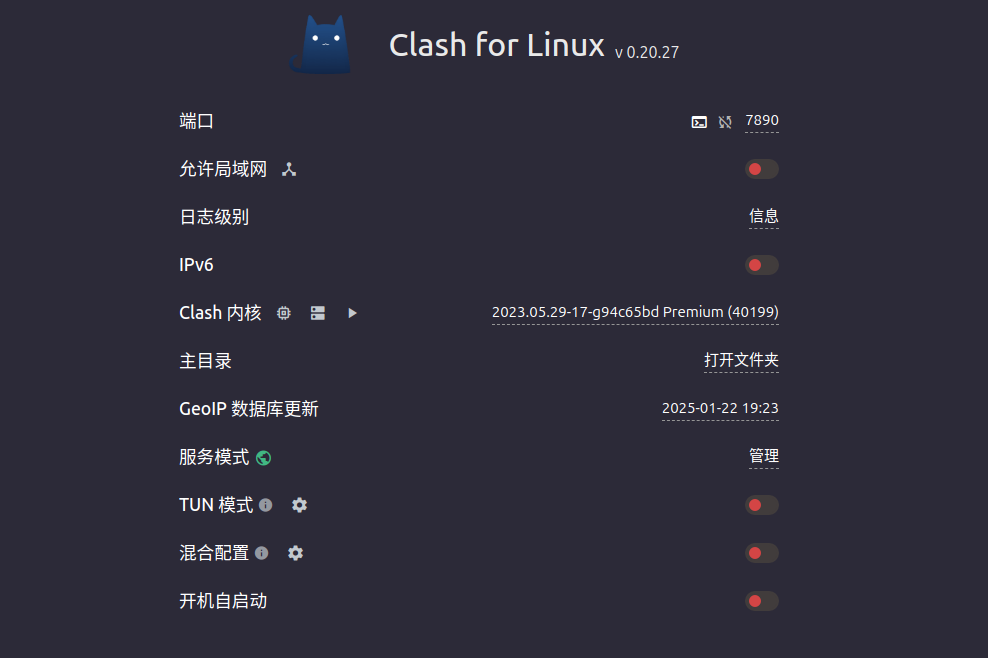 Clash for Linux v 0.20.27
端口 7890
允许局域网
日志级别 信息
IPv6
Clash 内核 2023.05.29-17-g94c65bd Premium (40199)
主目录 打开文件夹
GeoIP 数据库更新 2025-01-22 19:23
服务模式 管理
TUN 模式
混合配置
开机自启动